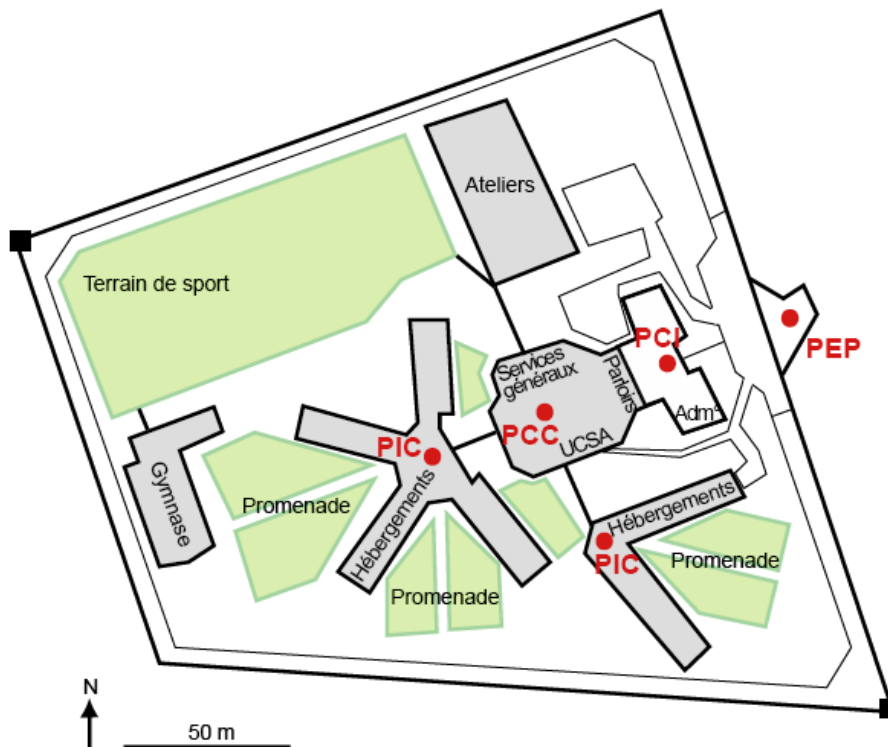 Ateliers
Terrain de sport
PCI
PEP
Services
généraux
Parloirs
Adm°
PCC
UCSA
PIC
Gymnase
Promenade
Hébergements
Hébergements
PIC
Promenade
Promenade
N
50 m